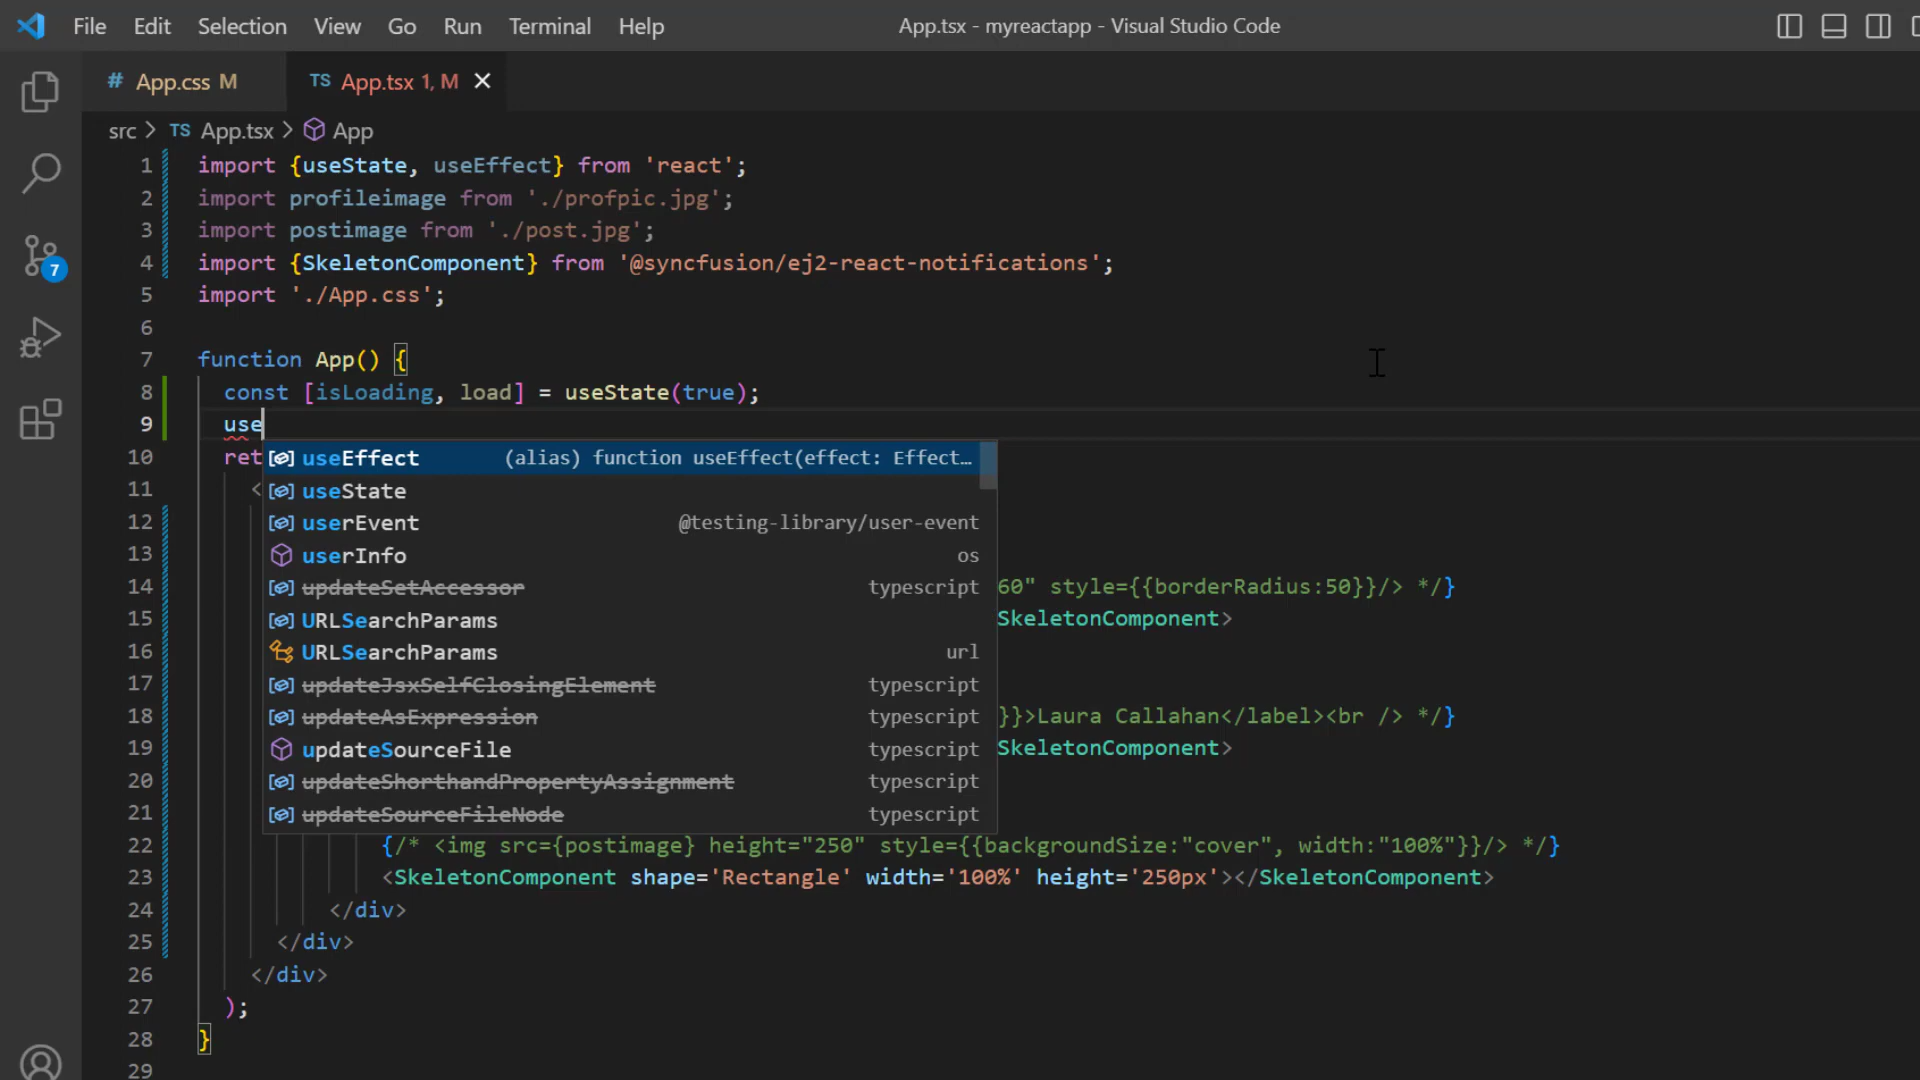 File Edit Selection View Go Run Terminal Help App.tsx - myreactapp - Visual Studio Code
# App.css M TS App.tsx 1, M
src > TS App.tsx > App
1 import {useState, useEffect} from 'react';
2 import profileimage from './profpic.jpg';
3 import postimage from './post.jpg';
4 import {SkeletonComponent} from '@syncfusion/ej2-react-notifications';
5 import './App.css';
6
7 function App() {
8 const [isLoading, load] = useState(true);
9 use
10 ret useEffect (alias) function useEffect(effect: Effect…
11 < useState
12 userEvent @testing-library/user-event
13 userInfo os
14 updateSetAccessor typescript 60" style={{borderRadius:50}}/> */}
15 URLSearchParams SkeletonComponent>
16 URLSearchParams url
17 updateJsxSelfClosingElement typescript
18 updateAsExpression typescript }}>Laura Callahan</label><br /> */}
19 updateSourceFile typescript SkeletonComponent>
20 updateShorthandPropertyAssignment typescript
21 updateSourceFileNode typescript
22 {/* <img src={postimage} height="250" style={{backgroundSize:"cover", width:"100%"}}/> */}
23 <SkeletonComponent shape='Rectangle' width='100%' height='250px'></SkeletonComponent>
24 </div>
25 </div>
26 </div>
27 );
28 }
29
7